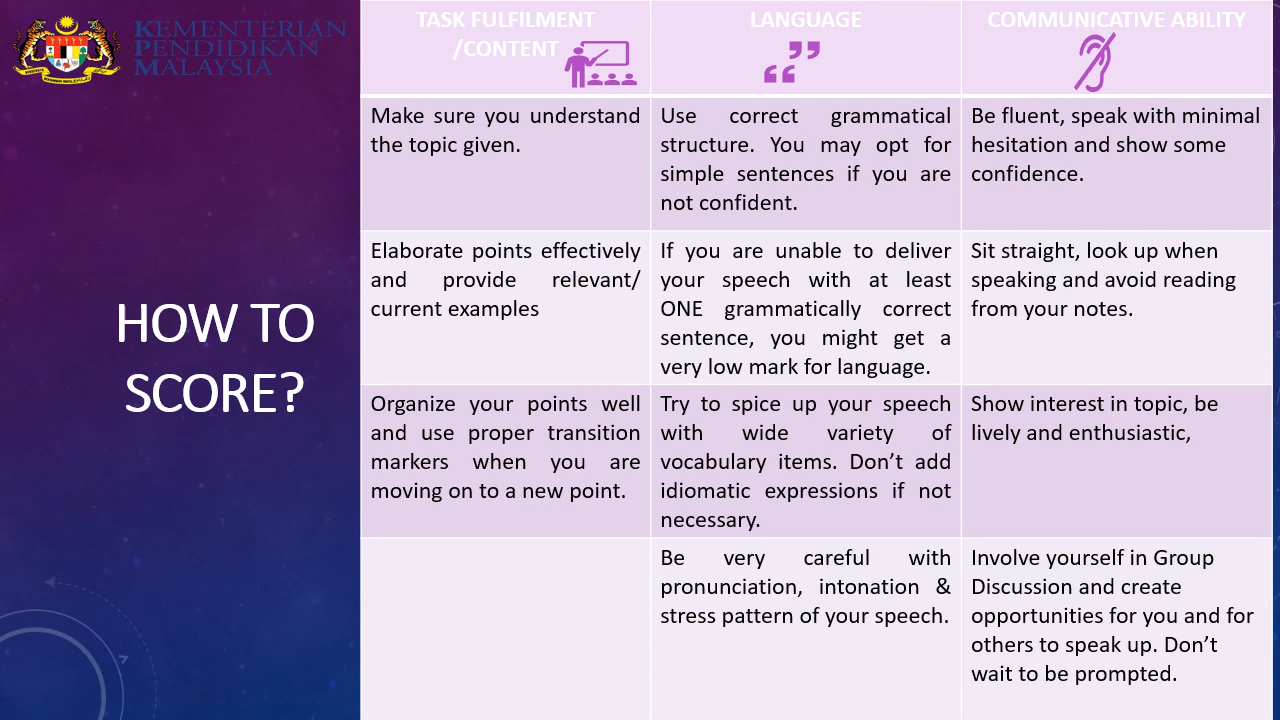 KEMENTERIAN
PENDIDIKAN
MALAYSIA
HOW TO
SCORE?
TASK FULFILMENT
/CONTENT
LANGUAGE
COMMUNICATIVE ABILITY
Make sure you understand
the topic given.
Use correct grammatical
structure. You may opt for
simple sentences if you are
not confident.
Be fluent, speak with minimal
hesitation and show some
confidence.
Elaborate points effectively
and provide relevant/
current examples
If you are unable to deliver
your speech with at least
ONE grammatically correct
sentence, you might get a
very low mark for language.
Sit straight, look up when
speaking and avoid reading
from your notes.
Organize your points well
and use proper transition
markers when you are
moving on to a new point.
Try to spice up your speech
with wide variety of
vocabulary items. Don’t add
idiomatic expressions if not
necessary.
Show interest in topic, be
lively and enthusiastic,
Be very careful with
pronunciation, intonation &
stress pattern of your speech.
Involve yourself in Group
Discussion and create
opportunities for you and for
others to speak up. Don’t
wait to be prompted.